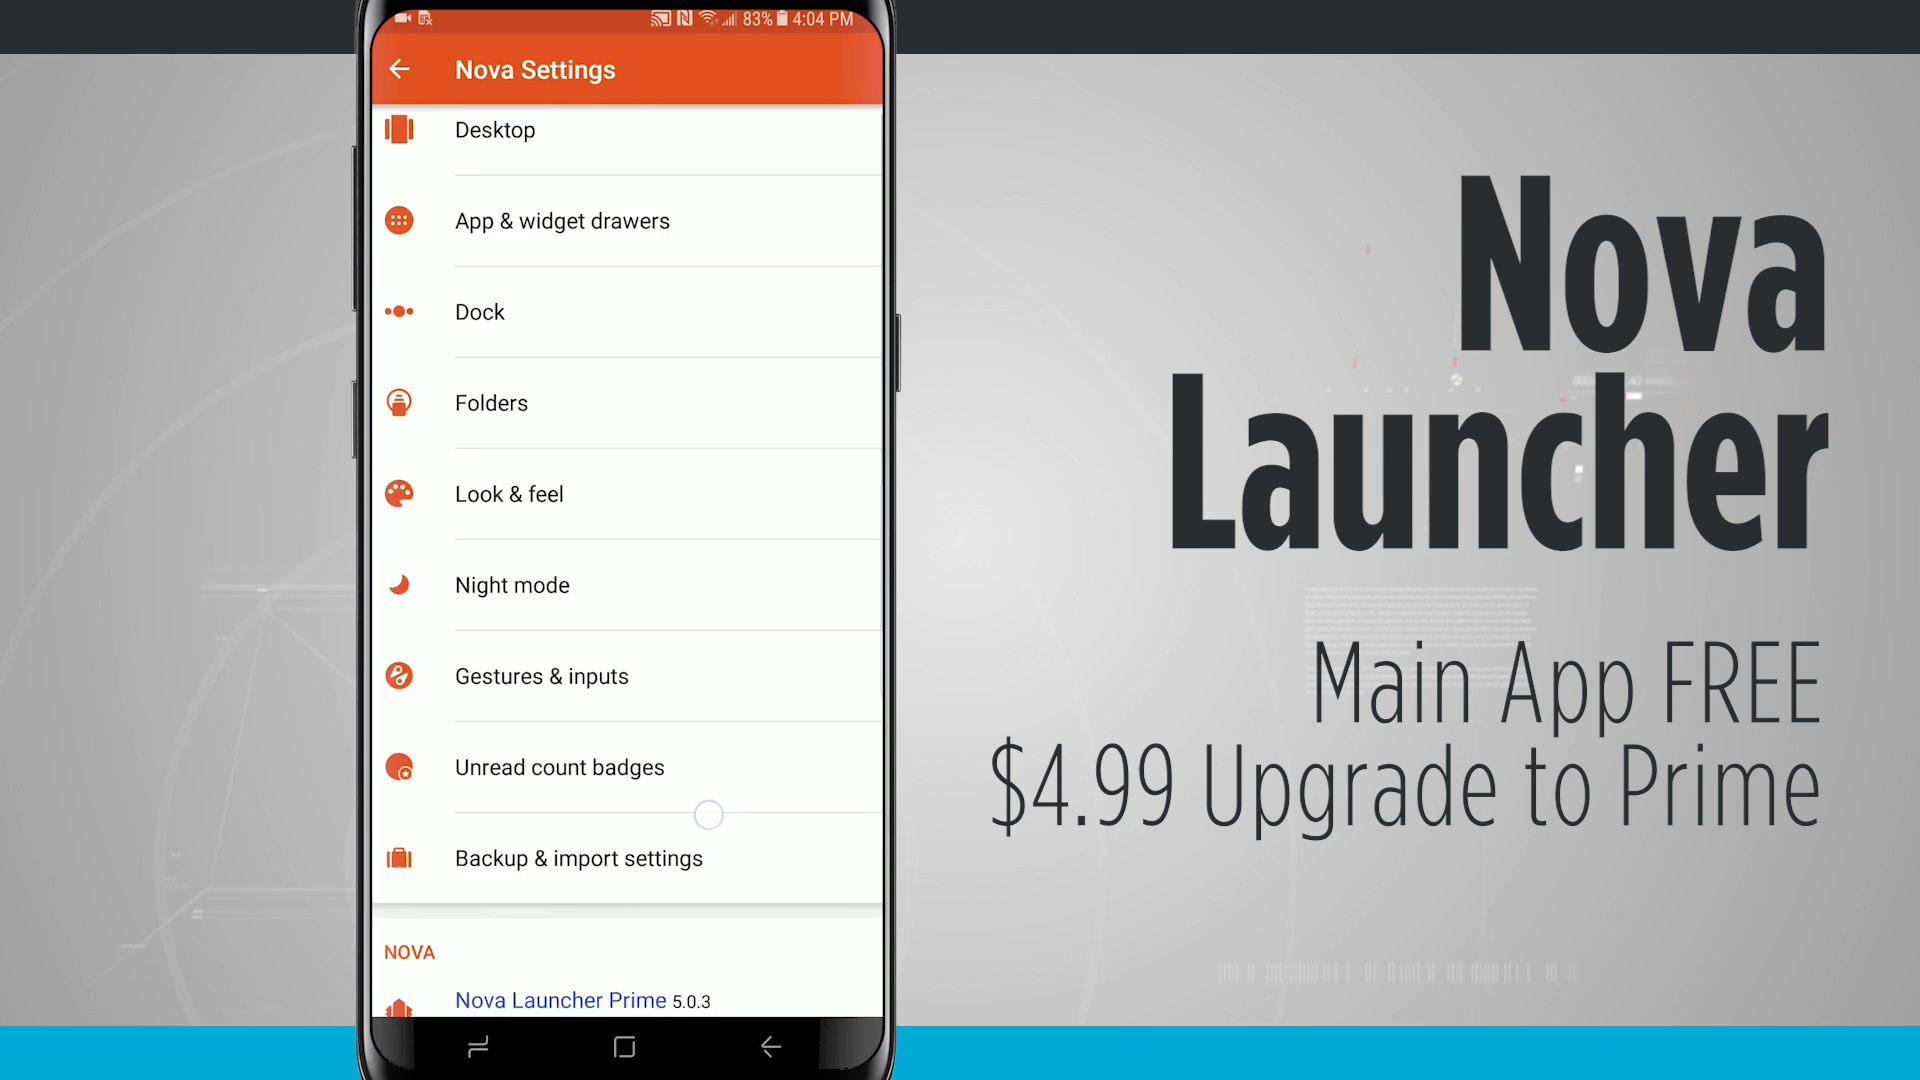 83% 4:04 PM
Nova Settings
Desktop
App & widget drawers
Dock
Folders
Look & feel
Night mode
Gestures & inputs
Unread count badges
Backup & import settings
NOVA
Nova Launcher Prime 5.0.3
Nova
Launcher
Main App FREE
$4.99 Upgrade to Prime